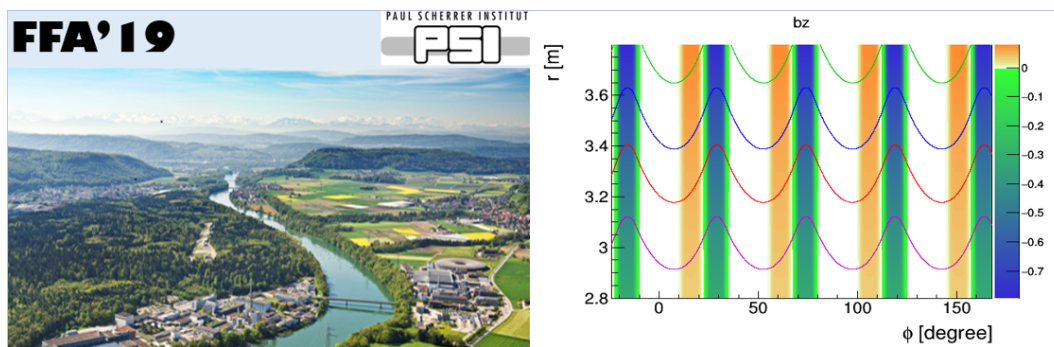 FFA'19
PAUL SCHERRER INSTITUT
PSI
bz
r [m]
3.6
3.4
3.2
3
2.8
0
50
100
150
ϕ [degree]
0
-0.1
-0.2
-0.3
-0.4
-0.5
-0.6
-0.7